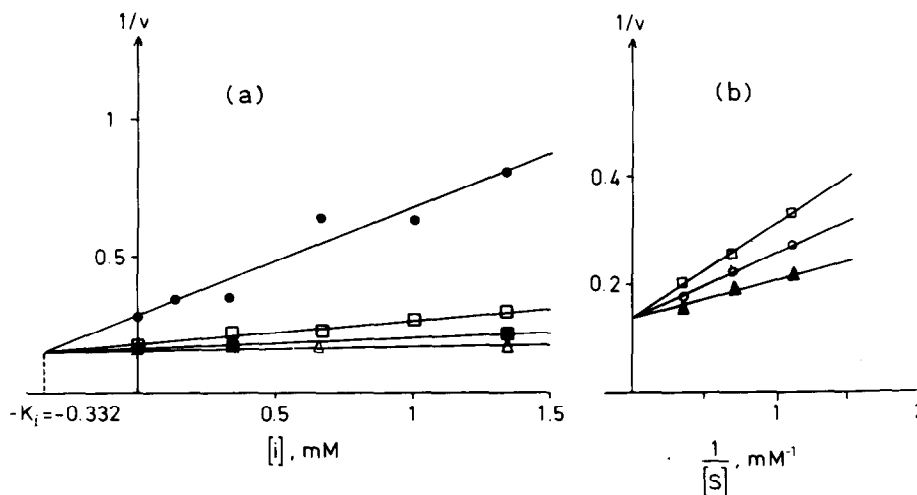 1/v
(a)
1
0.5
-Kᵢ=-0.332
0.5
1
1.5
[i], mM
1/v
(b)
0.4
0.2
1
2
1/[S], mM⁻¹